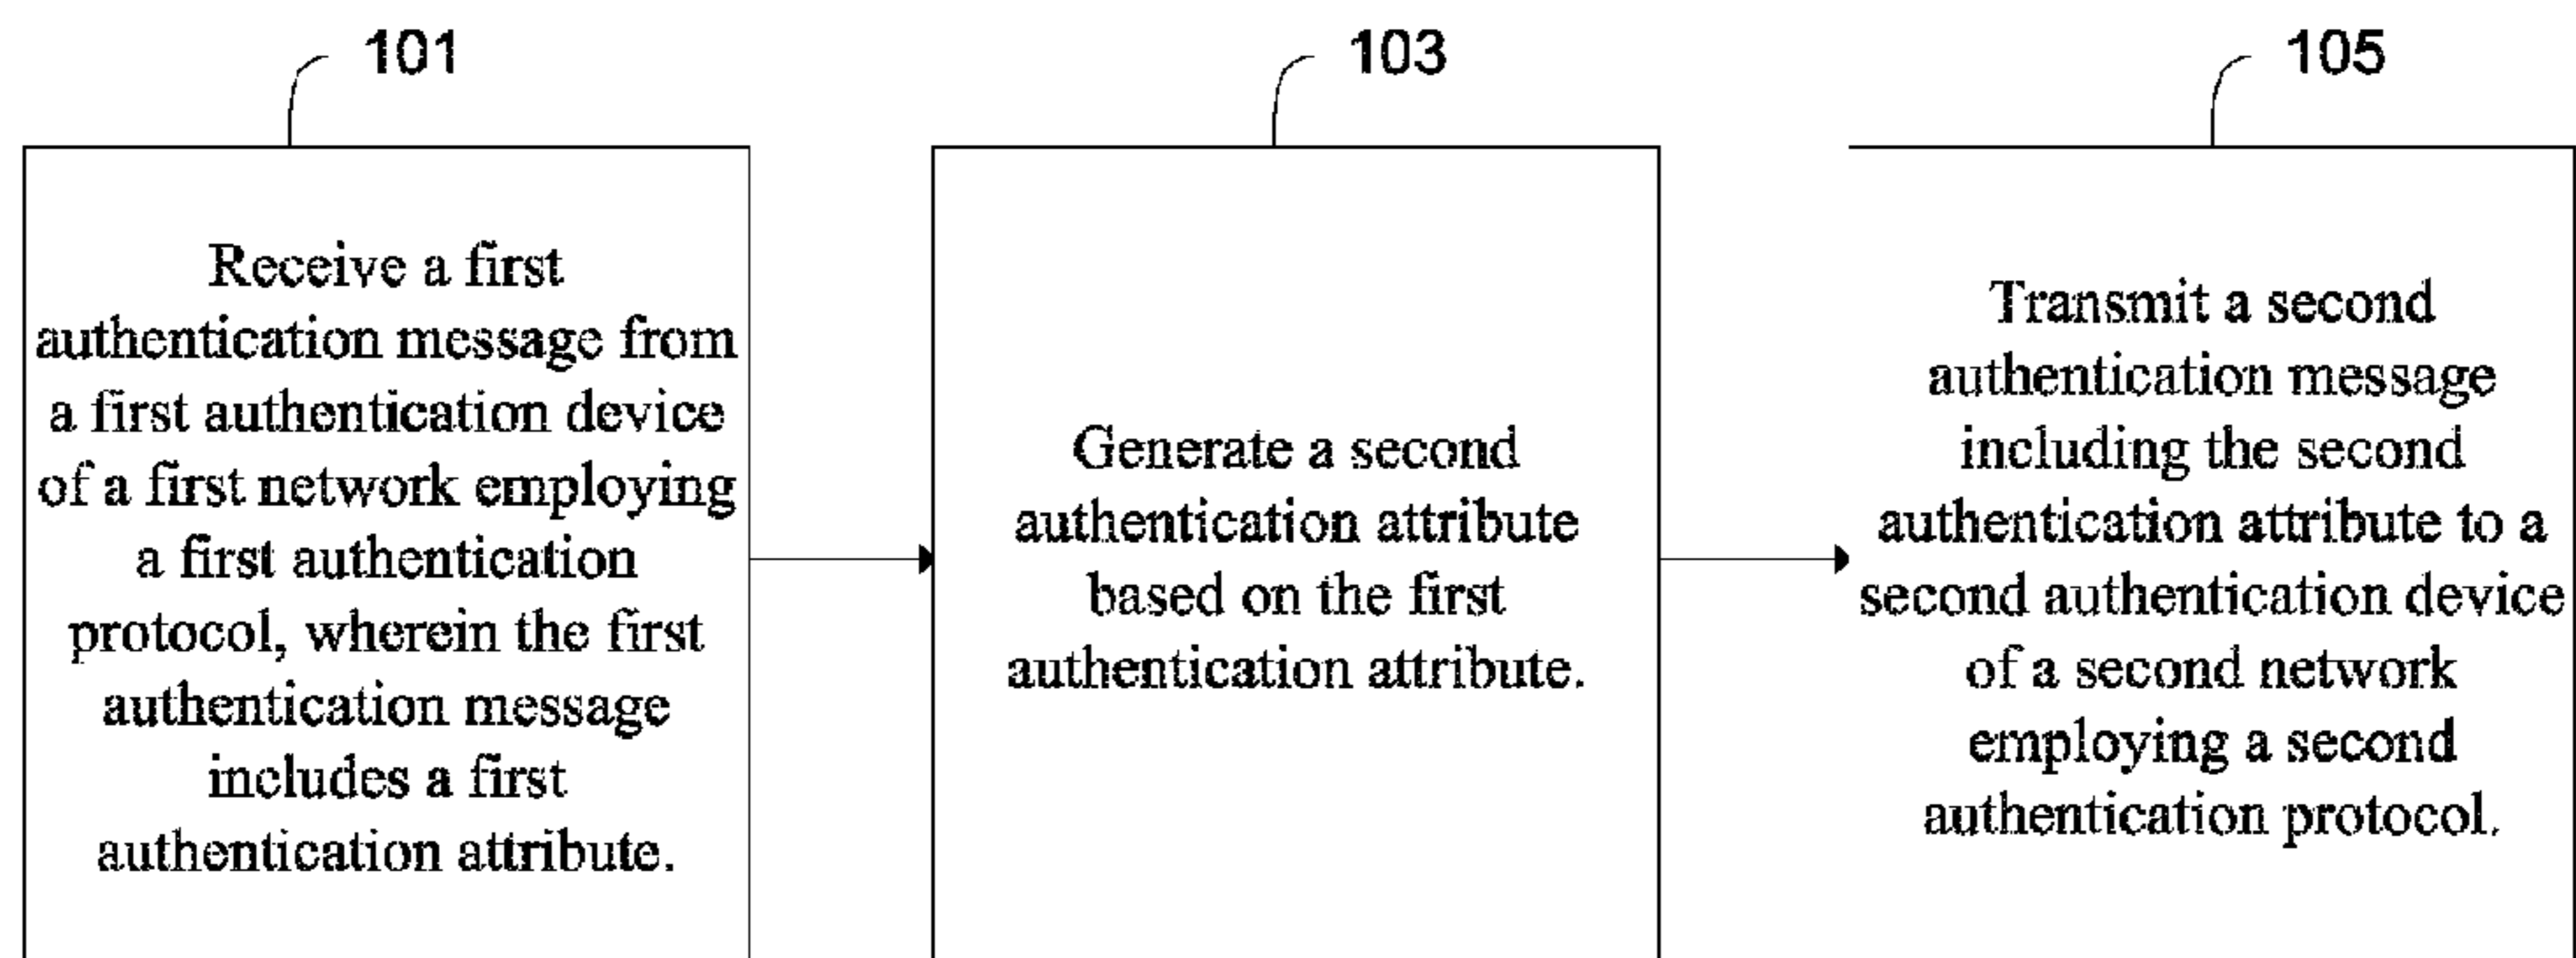 101
Receive a first
authentication message from
a first authentication device
of a first network employing
a first authentication
protocol, wherein the first
authentication message
includes a first
authentication attribute.
103
Generate a second
authentication attribute
based on the first
authentication attribute.
105
Transmit a second
authentication message
including the second
authentication attribute to a
second authentication device
of a second network
employing a second
authentication protocol.